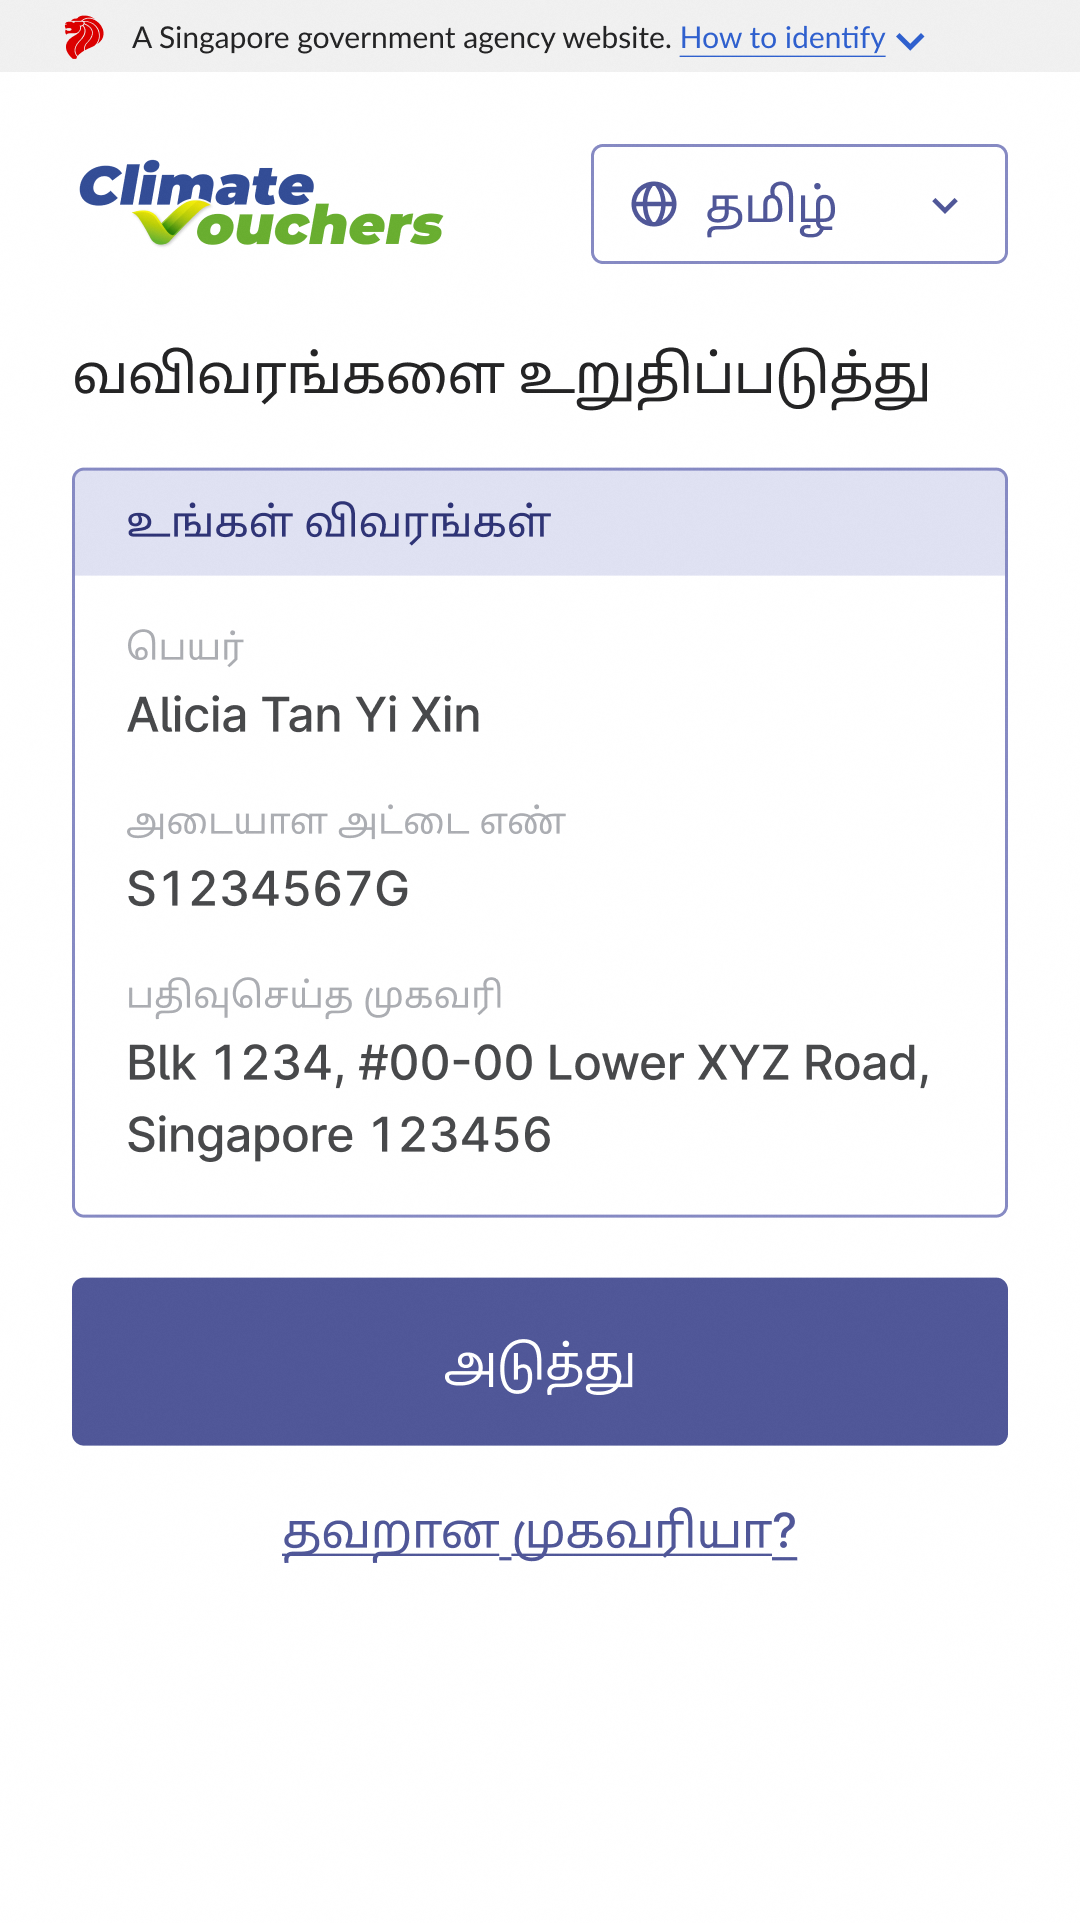 A Singapore government agency website. How to identify
Climate
Vouchers
தமிழ்
வவிவரங்களை உறுதிப்படுத்து
உங்கள் விவரங்கள்
பெயர்
Alicia Tan Yi Xin
அடையாள அட்டை எண்
S1234567G
பதிவுசெய்த முகவரி
Blk 1234, #00-00 Lower XYZ Road,
Singapore 123456
அடுத்து
தவறான முகவரியா?